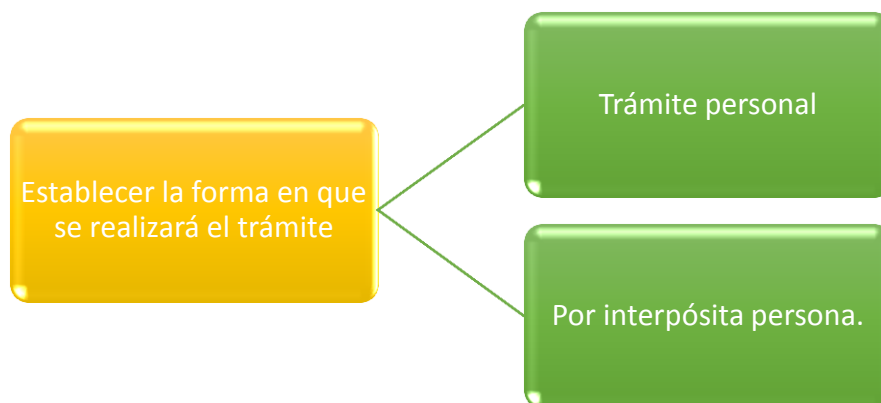 Trámite personal
Establecer la forma en que
se realizará el trámite
Por interpósita persona.